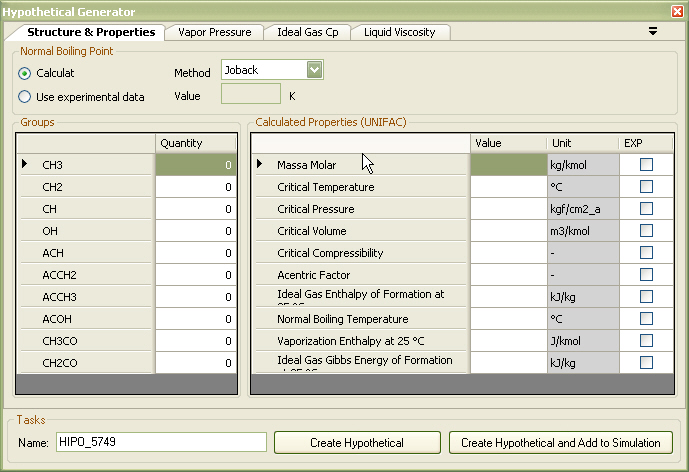 Hypothetical Generator
Structure & Properties Vapor Pressure Ideal Gas Cp Liquid Viscosity
Normal Boiling Point
Calculat Method Joback
Use experimental data Value K
Groups
Quantity
CH3 0
CH2 0
CH 0
OH 0
ACH 0
ACCH2 0
ACCH3 0
ACOH 0
CH3CO 0
CH2CO 0
Calculated Properties (UNIFAC)
Value Unit EXP
Massa Molar kg/kmol
Critical Temperature °C
Critical Pressure kgf/cm2_a
Critical Volume m3/kmol
Critical Compressibility -
Acentric Factor -
Ideal Gas Enthalpy of Formation at kJ/kg
25 °C
Normal Boiling Temperature °C
Vaporization Enthalpy at 25 °C J/kmol
Ideal Gas Gibbs Energy of Formation kJ/kg
at 25 °C
Tasks
Name: HIPO_5749 Create Hypothetical Create Hypothetical and Add to Simulation